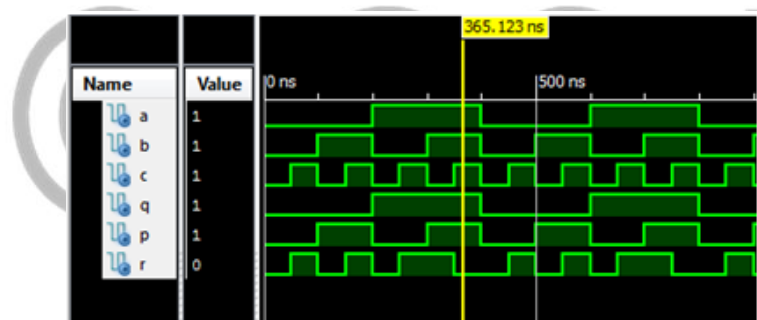 365.123 ns
Name Value 0 ns 500 ns
a 1
b 1
c 1
q 1
p 1
r 0